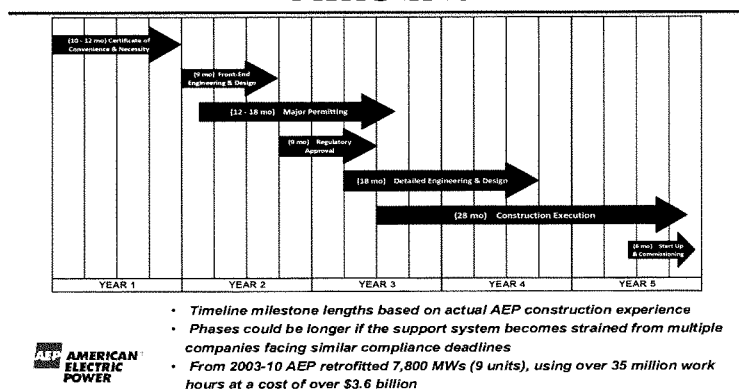 (10 - 12 mo) Certificate of
Convenience & Necessity
(9 mo) Front-End
Engineering & Design
(12 - 18 mo) Major Permitting
(9 mo) Regulatory
Approval
(18 mo) Detailed Engineering & Design
(28 mo) Construction Execution
(6 mo) Start Up
& Commissioning
YEAR 1 YEAR 2 YEAR 3 YEAR 4 YEAR 5
• Timeline milestone lengths based on actual AEP construction experience
• Phases could be longer if the support system becomes strained from multiple
companies facing similar compliance deadlines
• From 2003-10 AEP retrofitted 7,800 MWs (9 units), using over 35 million work
hours at a cost of over $3.6 billion
AEP AMERICAN
ELECTRIC
POWER